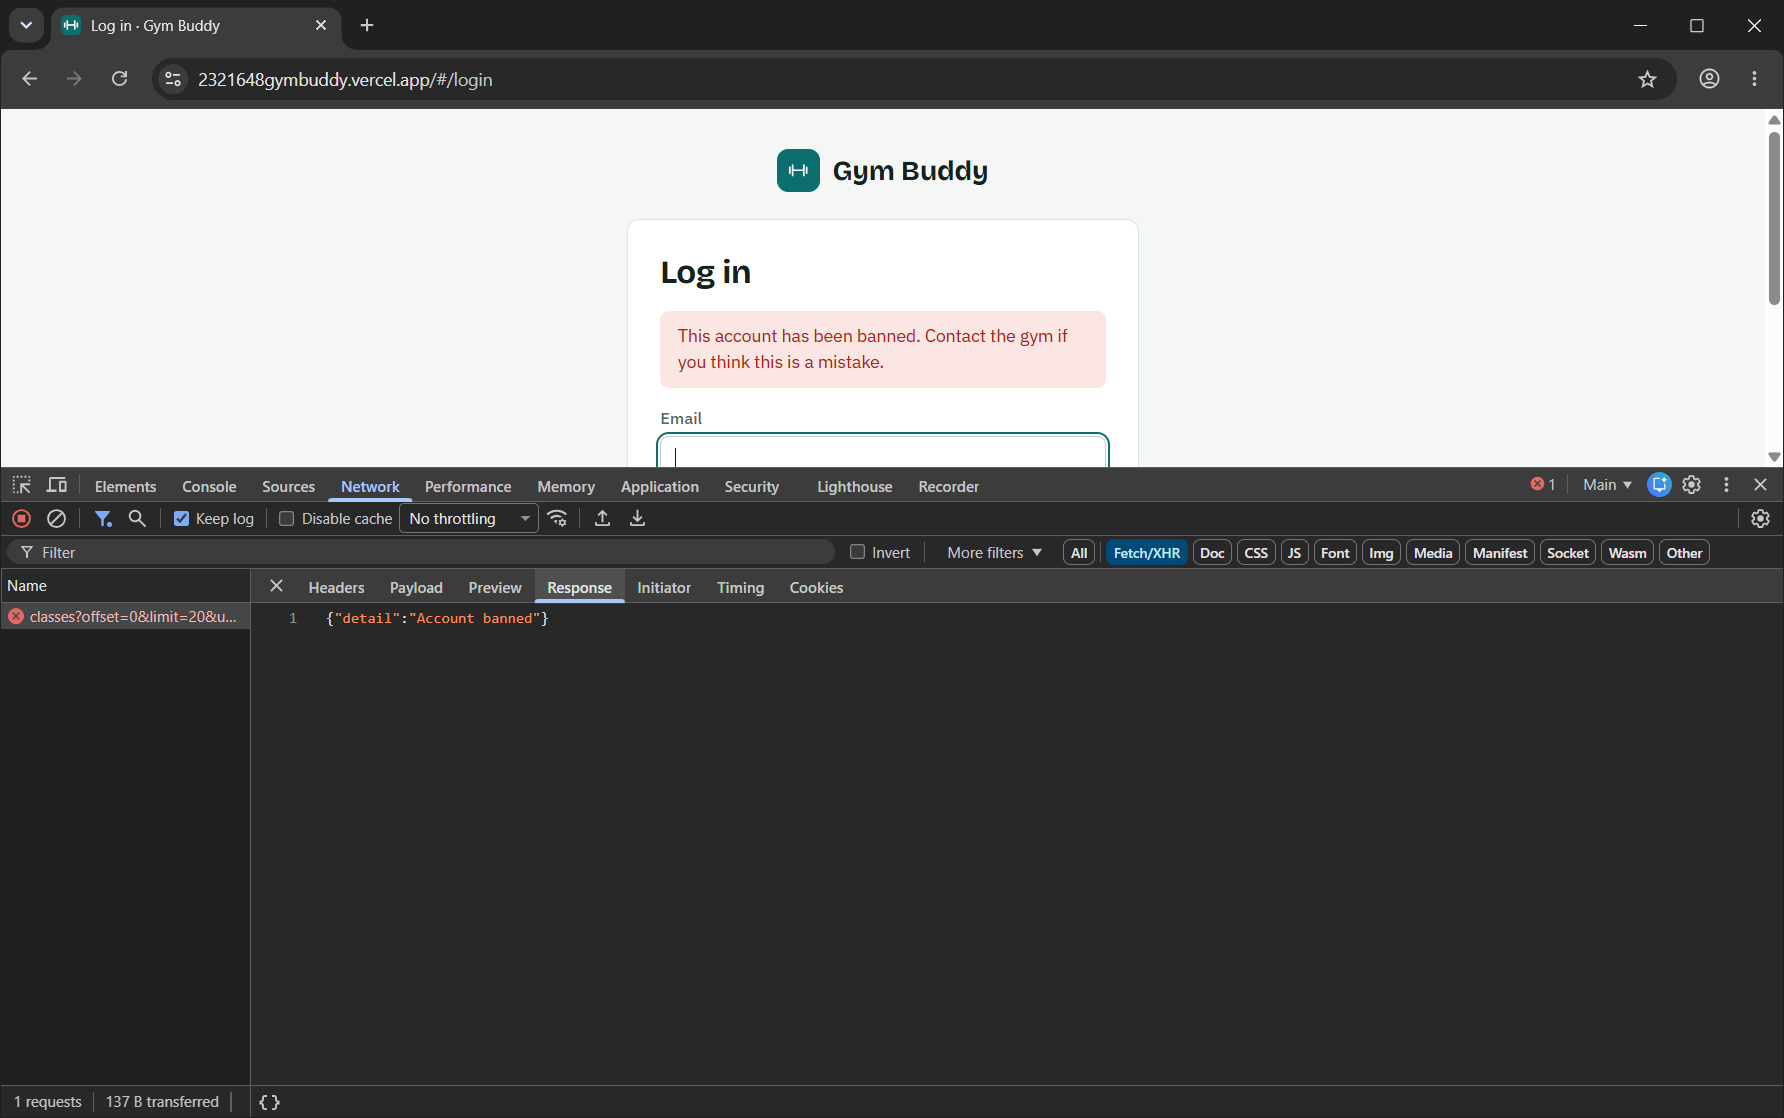 Log in · Gym Buddy
2321648gymbuddy.vercel.app/#/login
Gym Buddy
Log in
This account has been banned. Contact the gym if
you think this is a mistake.
Email
Elements Console Sources Network Performance Memory Application Security Lighthouse Recorder 1 Main
Keep log Disable cache No throttling
Filter Invert More filters All Fetch/XHR Doc CSS JS Font Img Media Manifest Socket Wasm Other
Name Headers Payload Preview Response Initiator Timing Cookies
classes?offset=0&limit=20&u... 1 {"detail":"Account banned"}
1 requests 137 B transferred { }